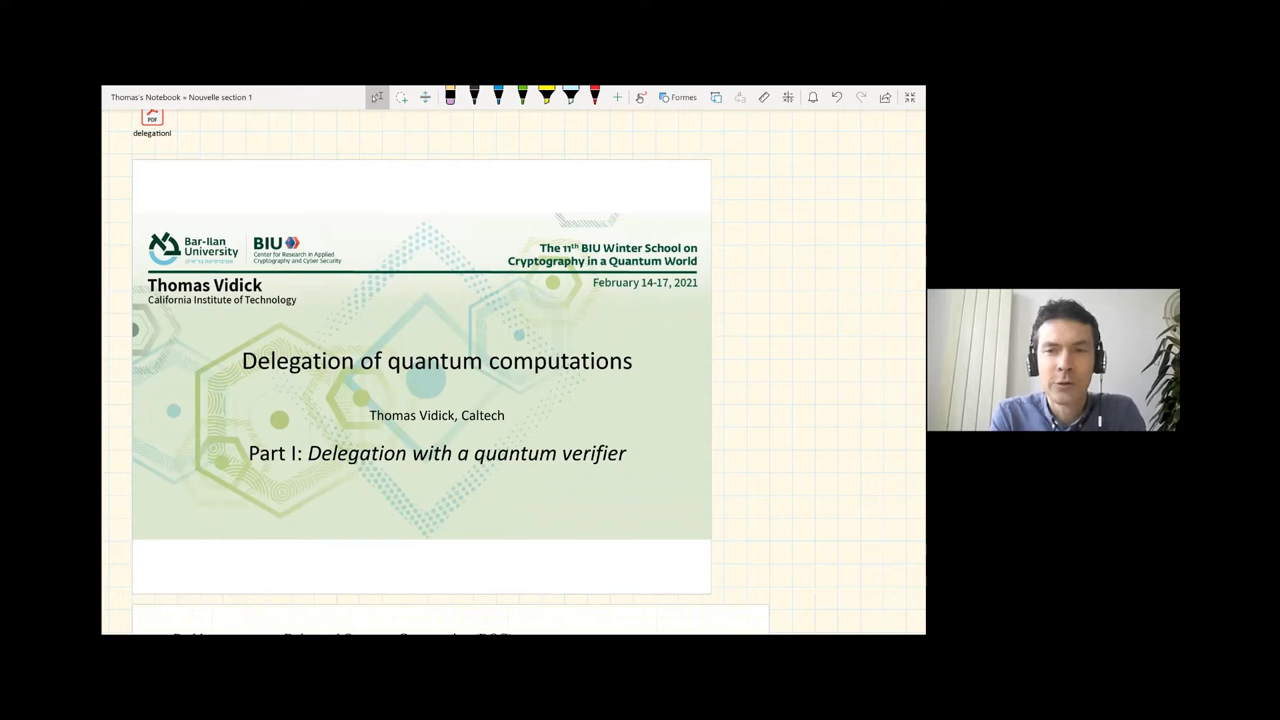 Thomas's Notebook » Nouvelle section 1
Formes
PDF
delegationI
Bar-Ilan
University
BIU
Center for Research in Applied
Cryptography and Cyber Security
The 11th BIU Winter School on
Cryptography in a Quantum World
February 14-17, 2021
Thomas Vidick
California Institute of Technology
Delegation of quantum computations
Thomas Vidick, Caltech
Part I: Delegation with a quantum verifier